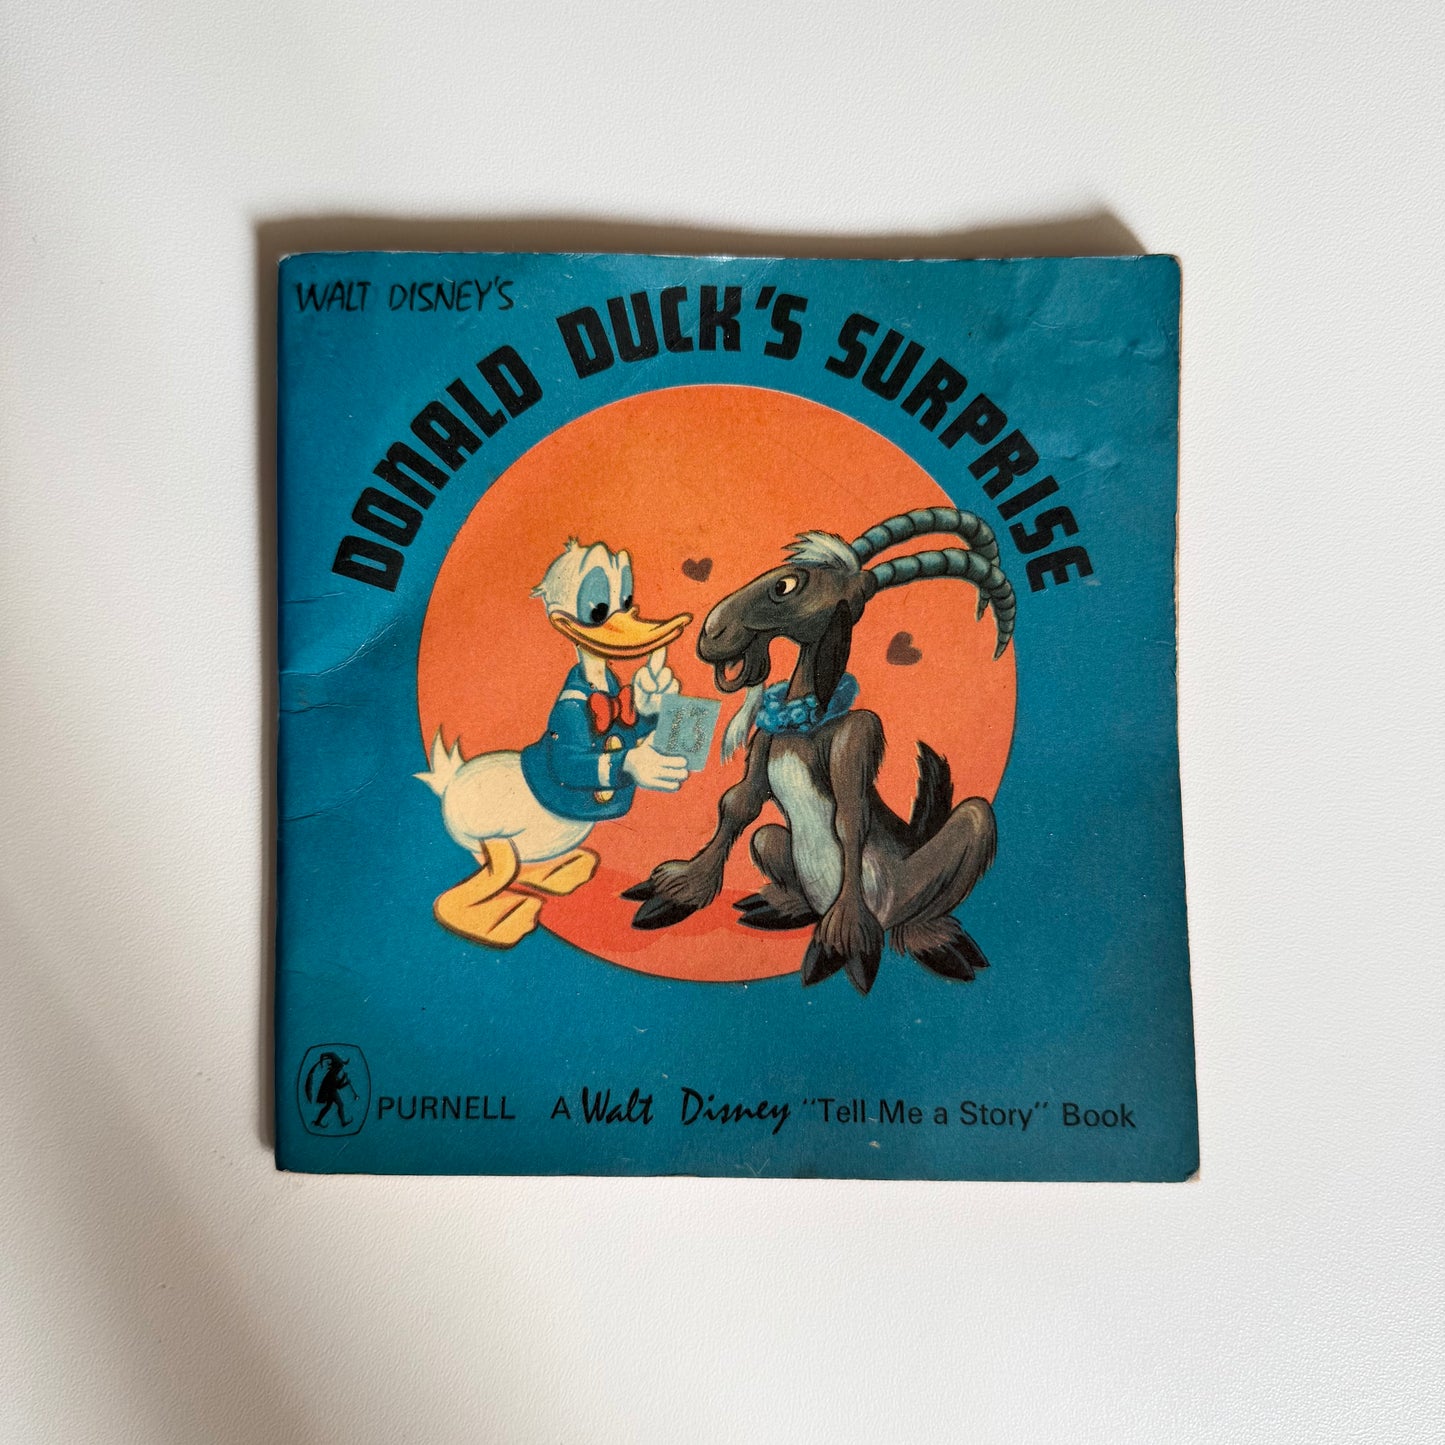 WALT DISNEY'S
DONALD DUCK'S SURPRISE
PURNELL A Walt Disney "Tell Me a Story" Book